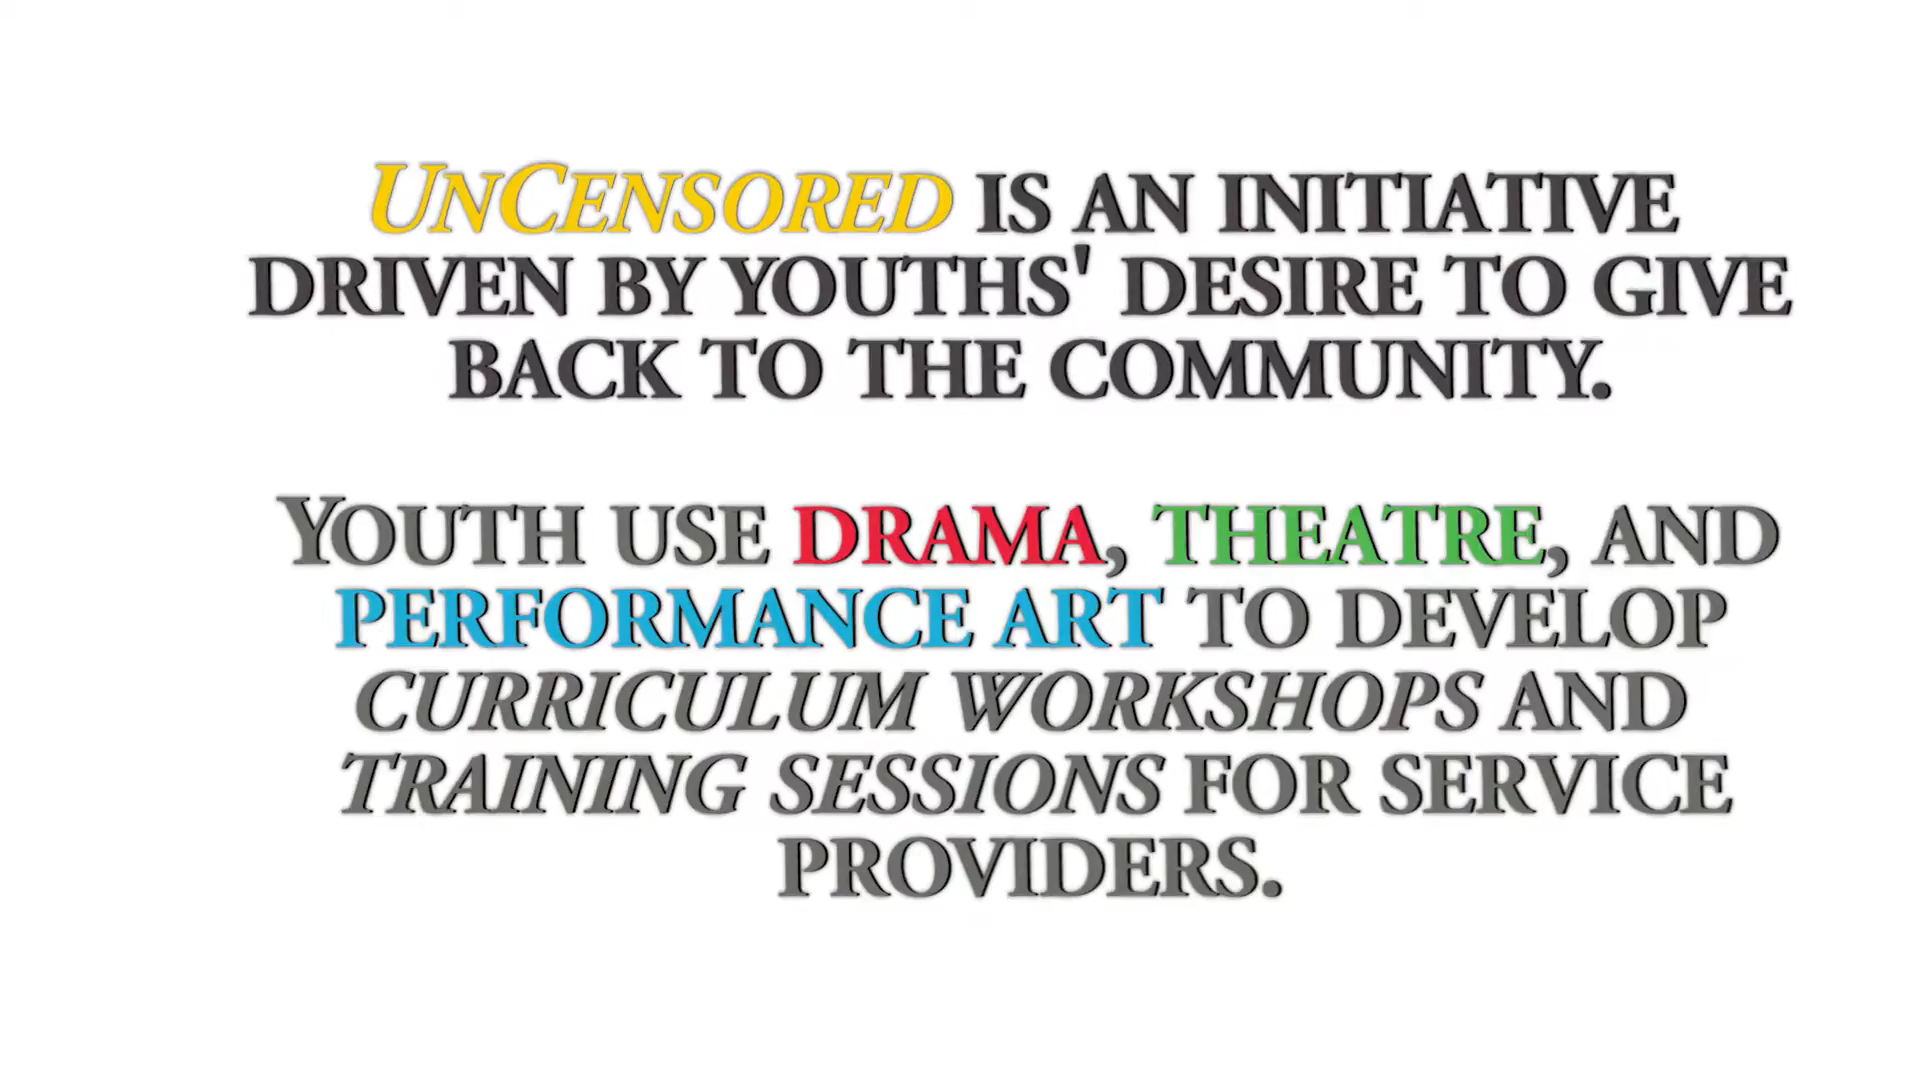 UNCENSORED IS AN INITIATIVE
DRIVEN BY YOUTHS' DESIRE TO GIVE
BACK TO THE COMMUNITY.
YOUTH USE DRAMA, THEATRE, AND
PERFORMANCE ART TO DEVELOP
CURRICULUM WORKSHOPS AND
TRAINING SESSIONS FOR SERVICE
PROVIDERS.